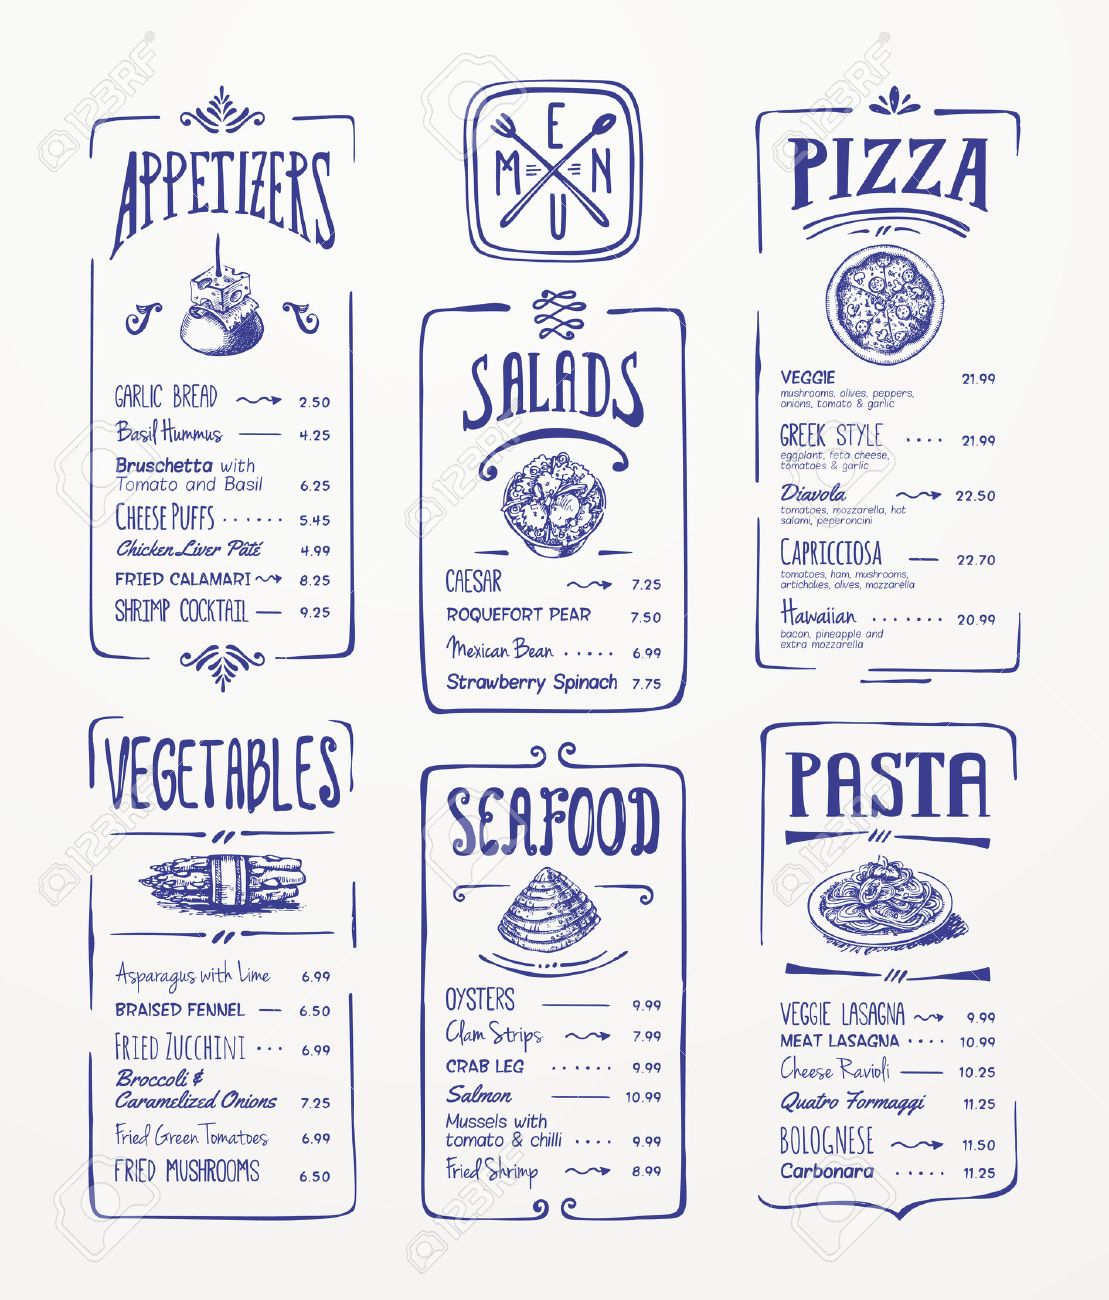 APPETIZERS
GARLIC BREAD 2.50
Basil Hummus 4.25
Bruschetta with
Tomato and Basil 6.25
CHEESE PUFFS 5.45
Chicken Liver Pâté 4.99
FRIED CALAMARI 8.25
SHRIMP COCKTAIL 9.25
MENU
SALADS
CAESAR 7.25
ROQUEFORT PEAR 7.50
Mexican Bean 6.99
Strawberry Spinach 7.75
PIZZA
VEGGIE 21.99
mushrooms, olives, peppers,
onions, tomato & garlic
GREEK STYLE 21.99
eggplant, feta cheese,
tomatoes & garlic
Diavola 22.50
tomatoes, mozzarella, hot
salami, peperoncini
CAPRICCIOSA 22.70
tomatoes, ham, mushrooms,
artichokes, olives, mozzarella
Hawaiian 20.99
bacon, pineapple and
extra mozzarella
VEGETABLES
Asparagus with Lime 6.99
BRAISED FENNEL 6.50
FRIED ZUCCHINI 6.99
Broccoli &
Caramelized Onions 7.25
Fried Green Tomatoes 6.99
FRIED MUSHROOMS 6.50
SEAFOOD
OYSTERS 9.99
Clam Strips 7.99
CRAB LEG 9.99
Salmon 10.99
Mussels with
tomato & chilli 9.99
Fried Shrimp 8.99
PASTA
VEGGIE LASAGNA 9.99
MEAT LASAGNA 10.99
Cheese Ravioli 10.25
Quatro Formaggi 11.25
BOLOGNESE 11.50
Carbonara 11.25
123RF